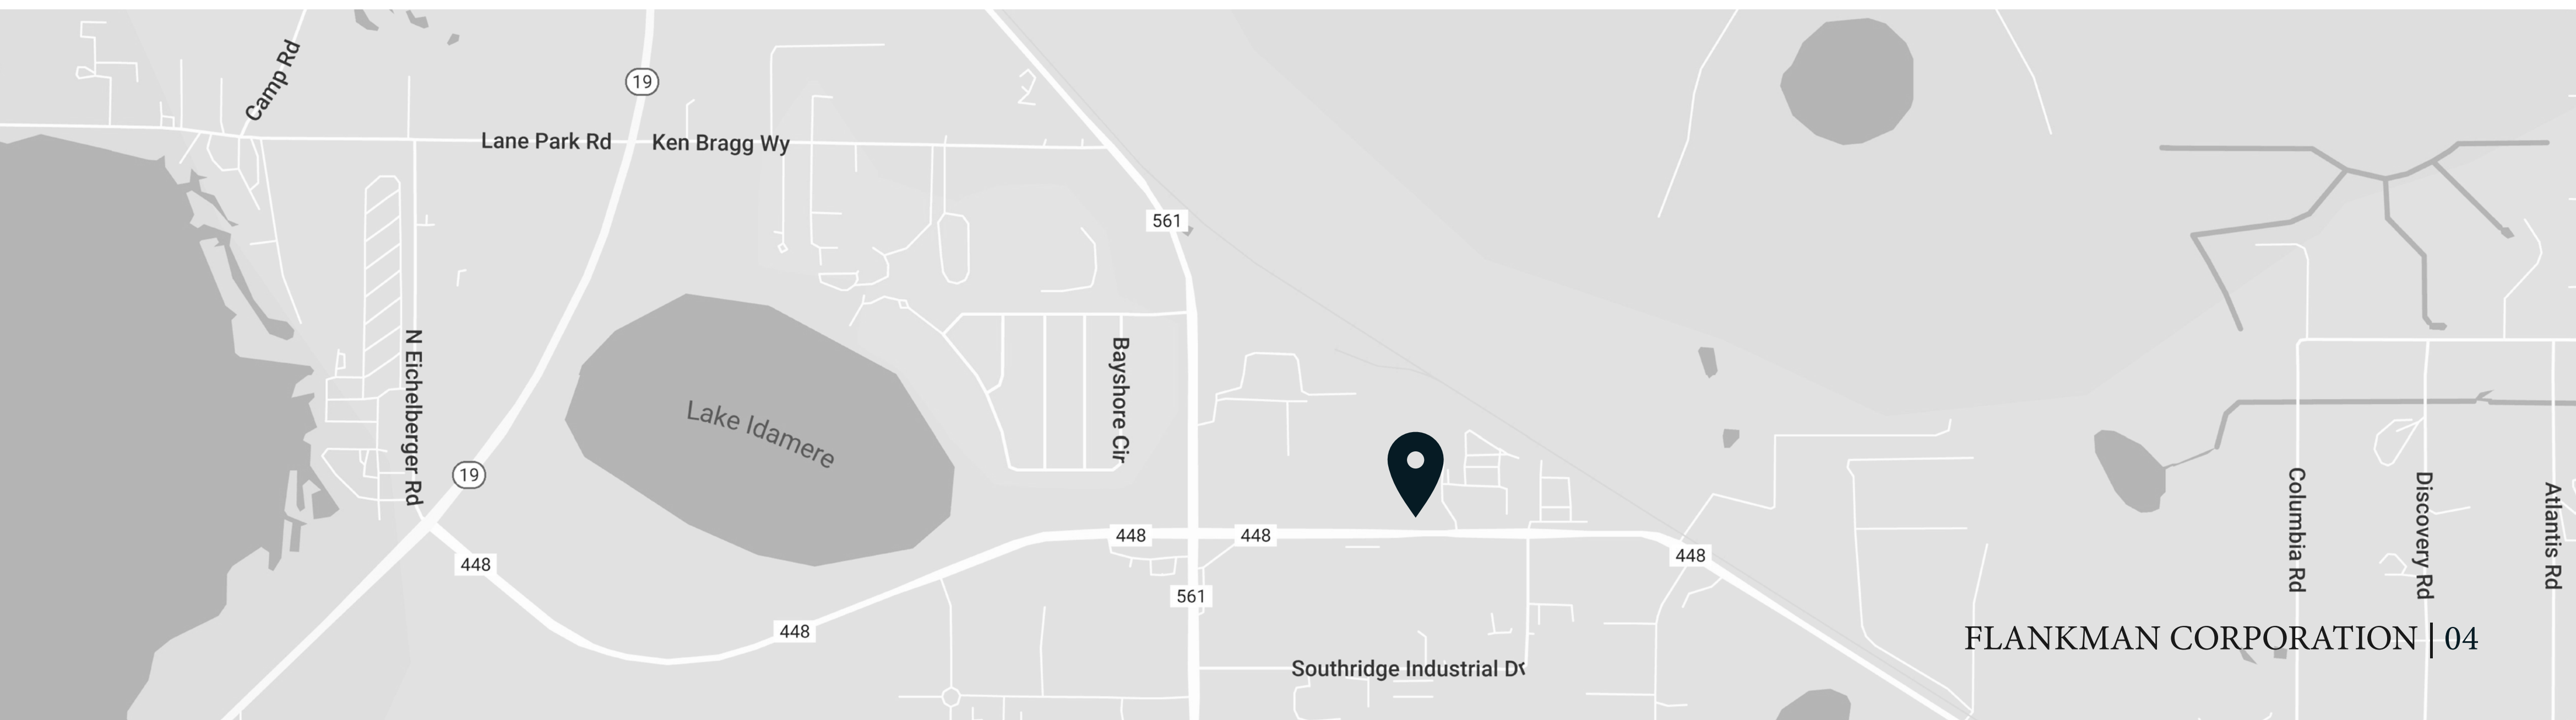 Camp Rd
19
Lane Park Rd
Ken Bragg Wy
561
N Eichelberger Rd
Lake Idamere
Bayshore Cir
19
448
448
448
448
448
561
Columbia Rd
Discovery Rd
Atlantis Rd
Southridge Industrial Dr
FLANKMAN CORPORATION | 04